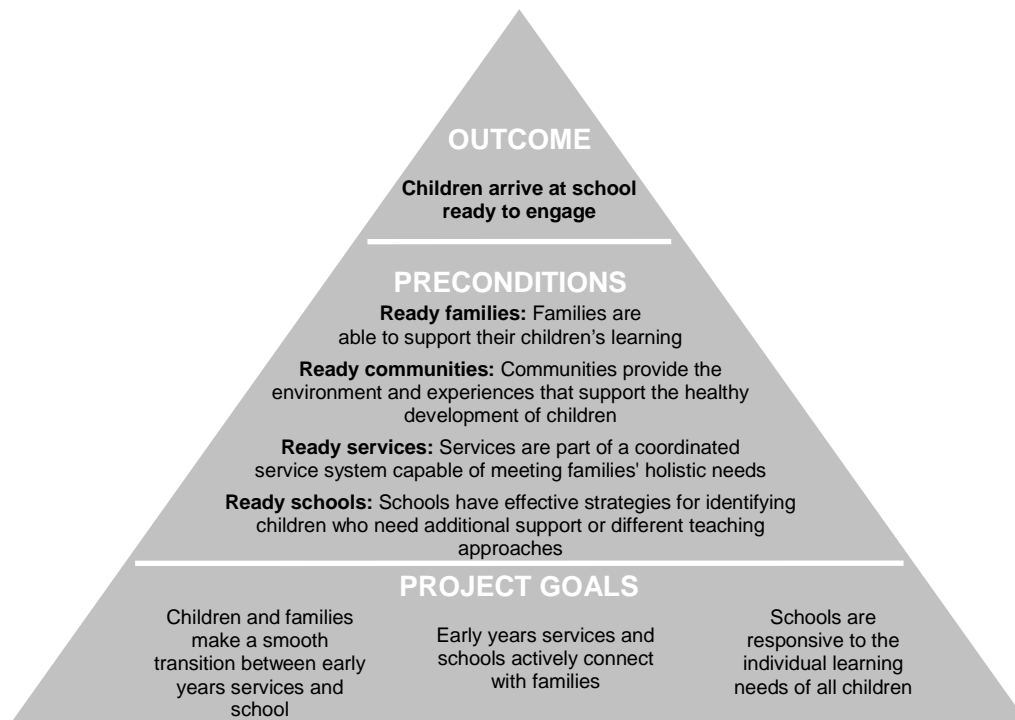 OUTCOME
Children arrive at school
ready to engage
PRECONDITIONS
Ready families: Families are
able to support their children’s learning
Ready communities: Communities provide the
environment and experiences that support the healthy
development of children
Ready services: Services are part of a coordinated
service system capable of meeting families' holistic needs
Ready schools: Schools have effective strategies for identifying
children who need additional support or different teaching
approaches
PROJECT GOALS
Children and families
make a smooth
transition between early
years services and
school
Early years services and
schools actively connect
with families
Schools are
responsive to the
individual learning
needs of all children